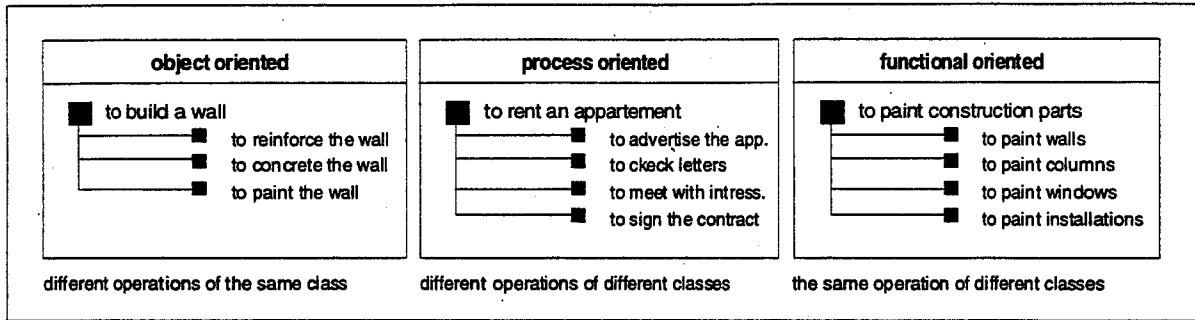 object oriented
to build a wall
to reinforce the wall
to concrete the wall
to paint the wall
different operations of the same class
process oriented
to rent an appartement
to advertise the app.
to ckeck letters
to meet with intress.
to sign the contract
different operations of different classes
functional oriented
to paint construction parts
to paint walls
to paint columns
to paint windows
to paint installations
the same operation of different classes